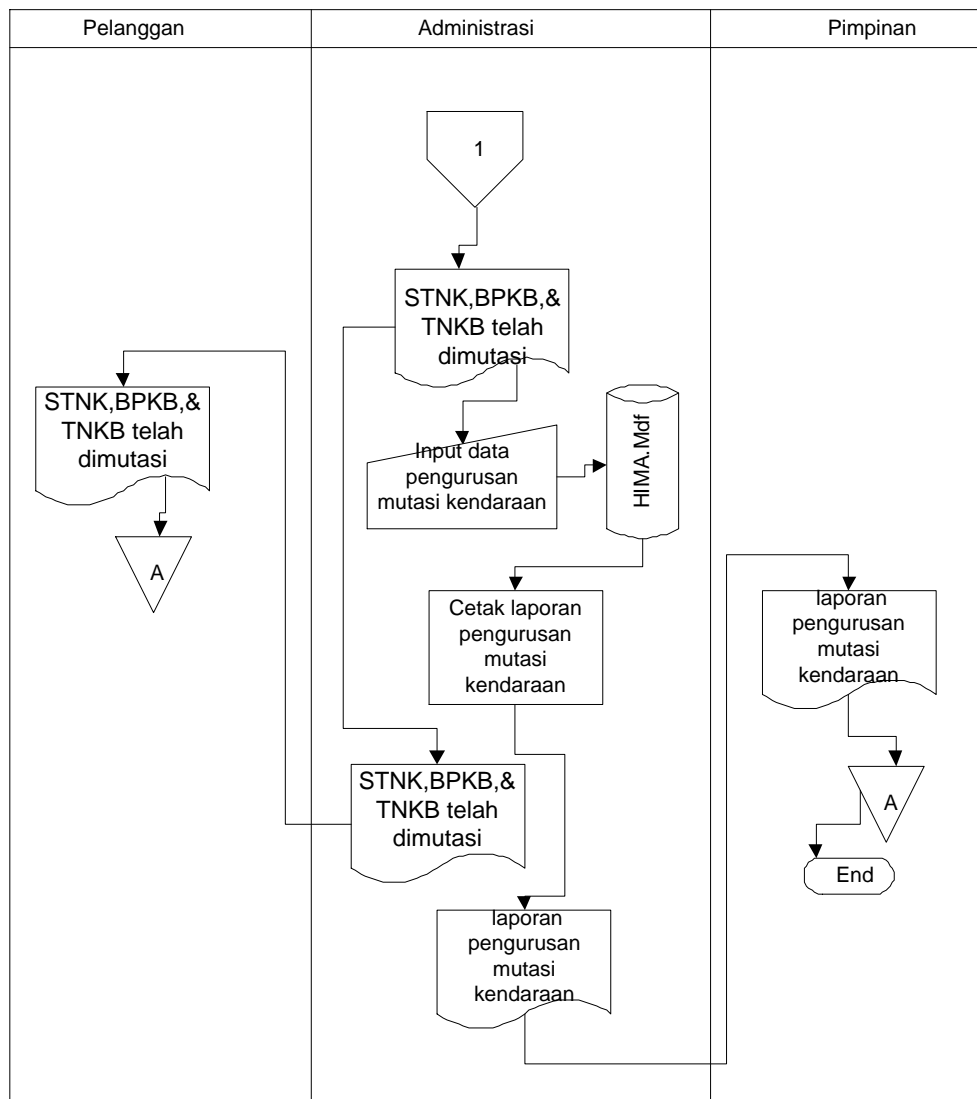 Pelanggan
Administrasi
Pimpinan
1
STNK,BPKB,&
TNKB telah
dimutasi
STNK,BPKB,&
TNKB telah
dimutasi
A
Input data
pengurusan
mutasi kendaraan
HIMA.Mdf
Cetak laporan
pengurusan
mutasi
kendaraan
laporan
pengurusan
mutasi
kendaraan
A
End
STNK,BPKB,&
TNKB telah
dimutasi
laporan
pengurusan
mutasi
kendaraan